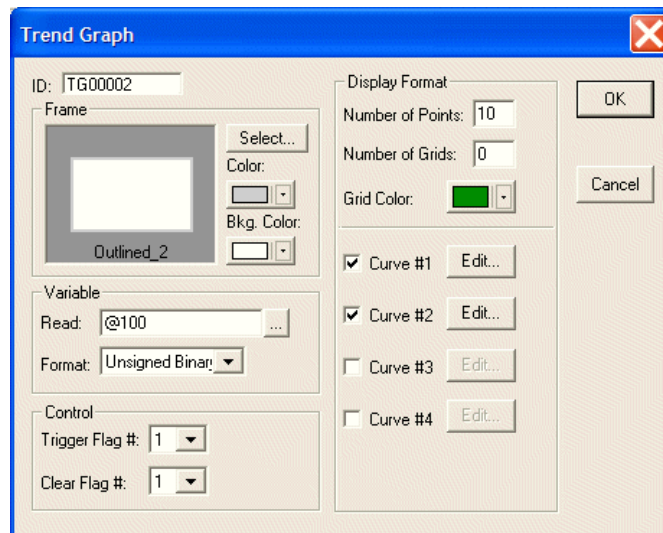 Trend Graph
ID: TG00002
Frame
Select...
Color:
Bkg. Color:
Outlined_2
Variable
Read: @100 ...
Format: Unsigned Binar
Control
Trigger Flag #: 1
Clear Flag #: 1
Display Format
Number of Points: 10
Number of Grids: 0
Grid Color:
Curve #1 Edit...
Curve #2 Edit...
Curve #3 Edit...
Curve #4 Edit...
OK
Cancel